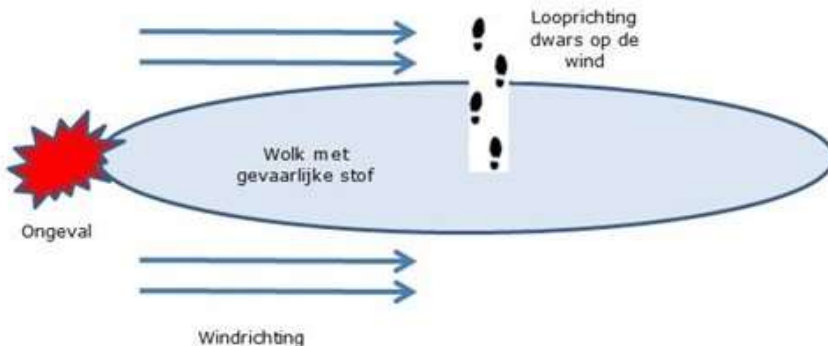 Looprichting
dwars op de
wind
Wolk met
gevaarlijke stof
Ongeval
Windrichting